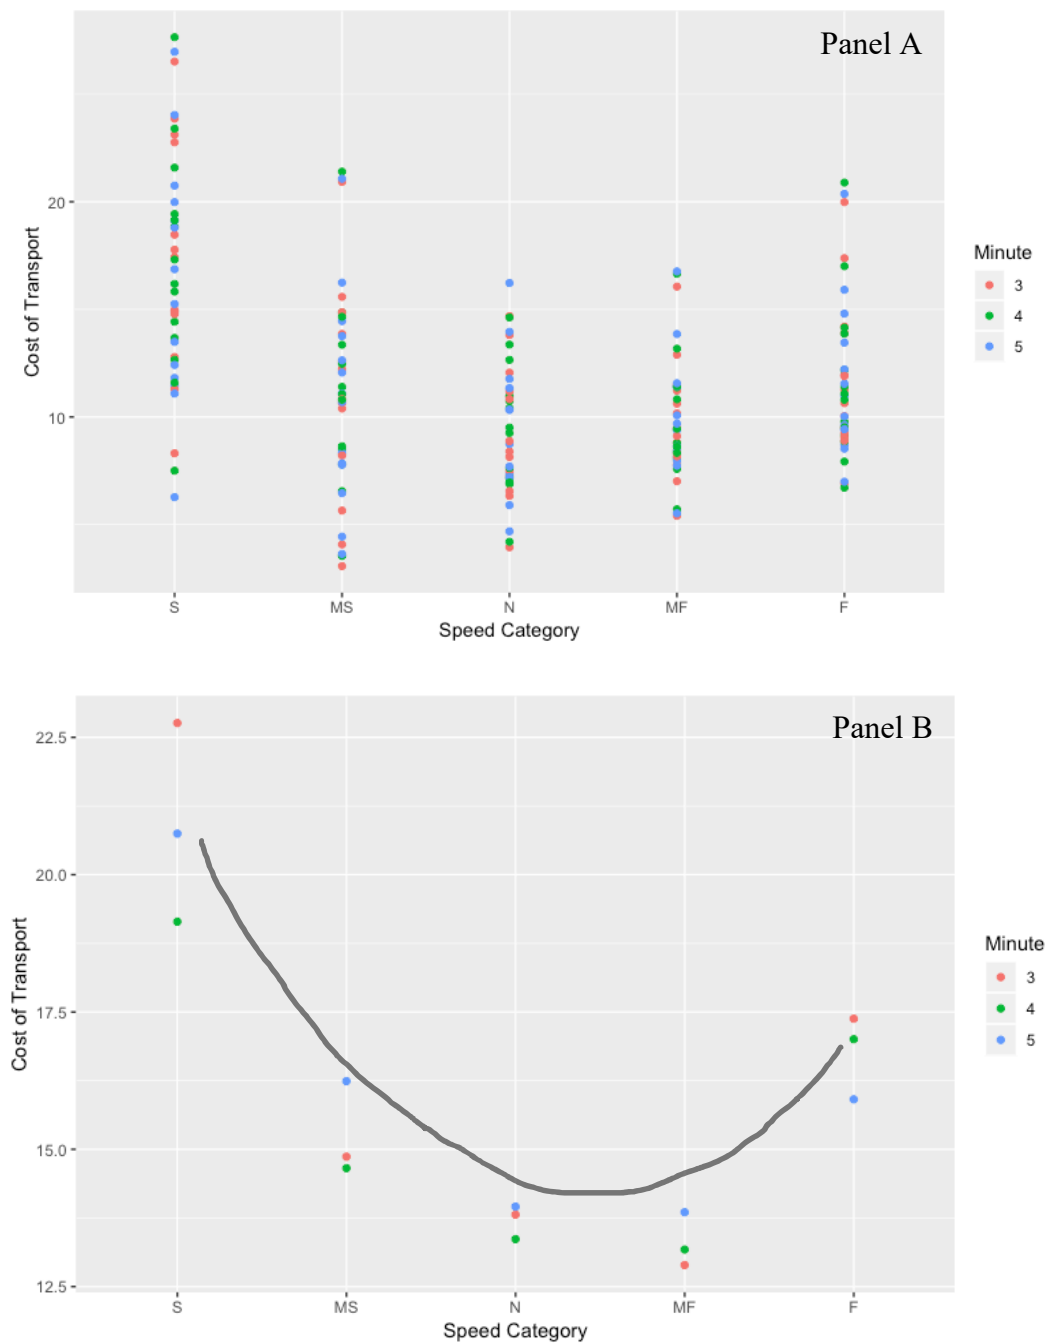 Panel A
Cost of Transport
20
10
S MS N MF F
Speed Category
Minute
3
4
5
Panel B
Cost of Transport
22.5
20.0
17.5
15.0
12.5
S MS N MF F
Speed Category
Minute
3
4
5